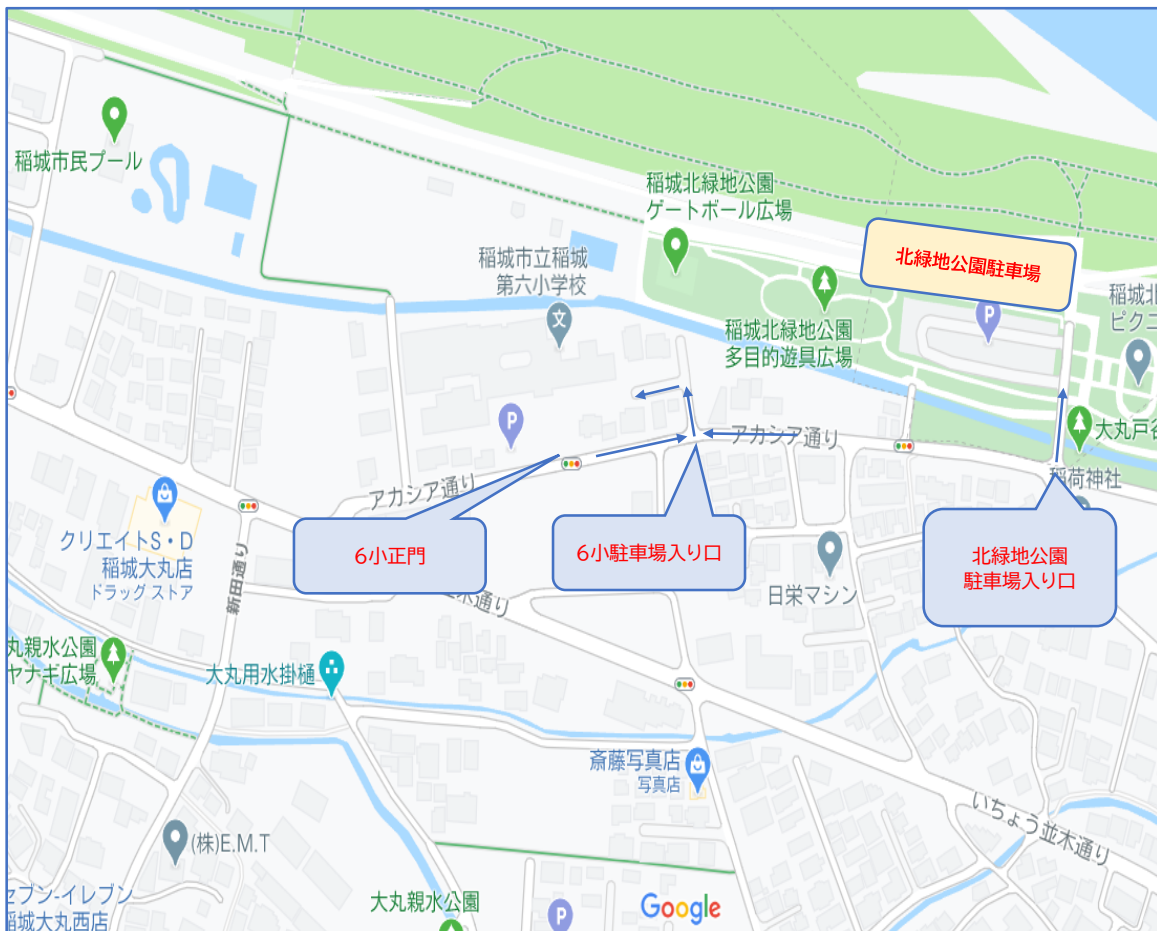 稲城市民プール
稲城北緑地公園
ゲートボール広場
北緑地公園駐車場
稲城市立稲城
第六小学校
稲城北
ピクニ
稲城北緑地公園
多目的遊具広場
P
P
アカシア通り
大丸戸谷
稲荷神社
アカシア通り
クリエイトS・D
稲城大丸店
ドラッグ ストア
新田通り
6小正門
6小駐車場入り口
北緑地公園
駐車場入り口
木通り
日栄マシン
丸親水公園
ヤナギ広場
大丸用水掛樋
斎藤写真店
写真店
いちょう並木通り
(株)E.M.T
セブン-イレブン
稲城大丸西店
大丸親水公園
P
Google